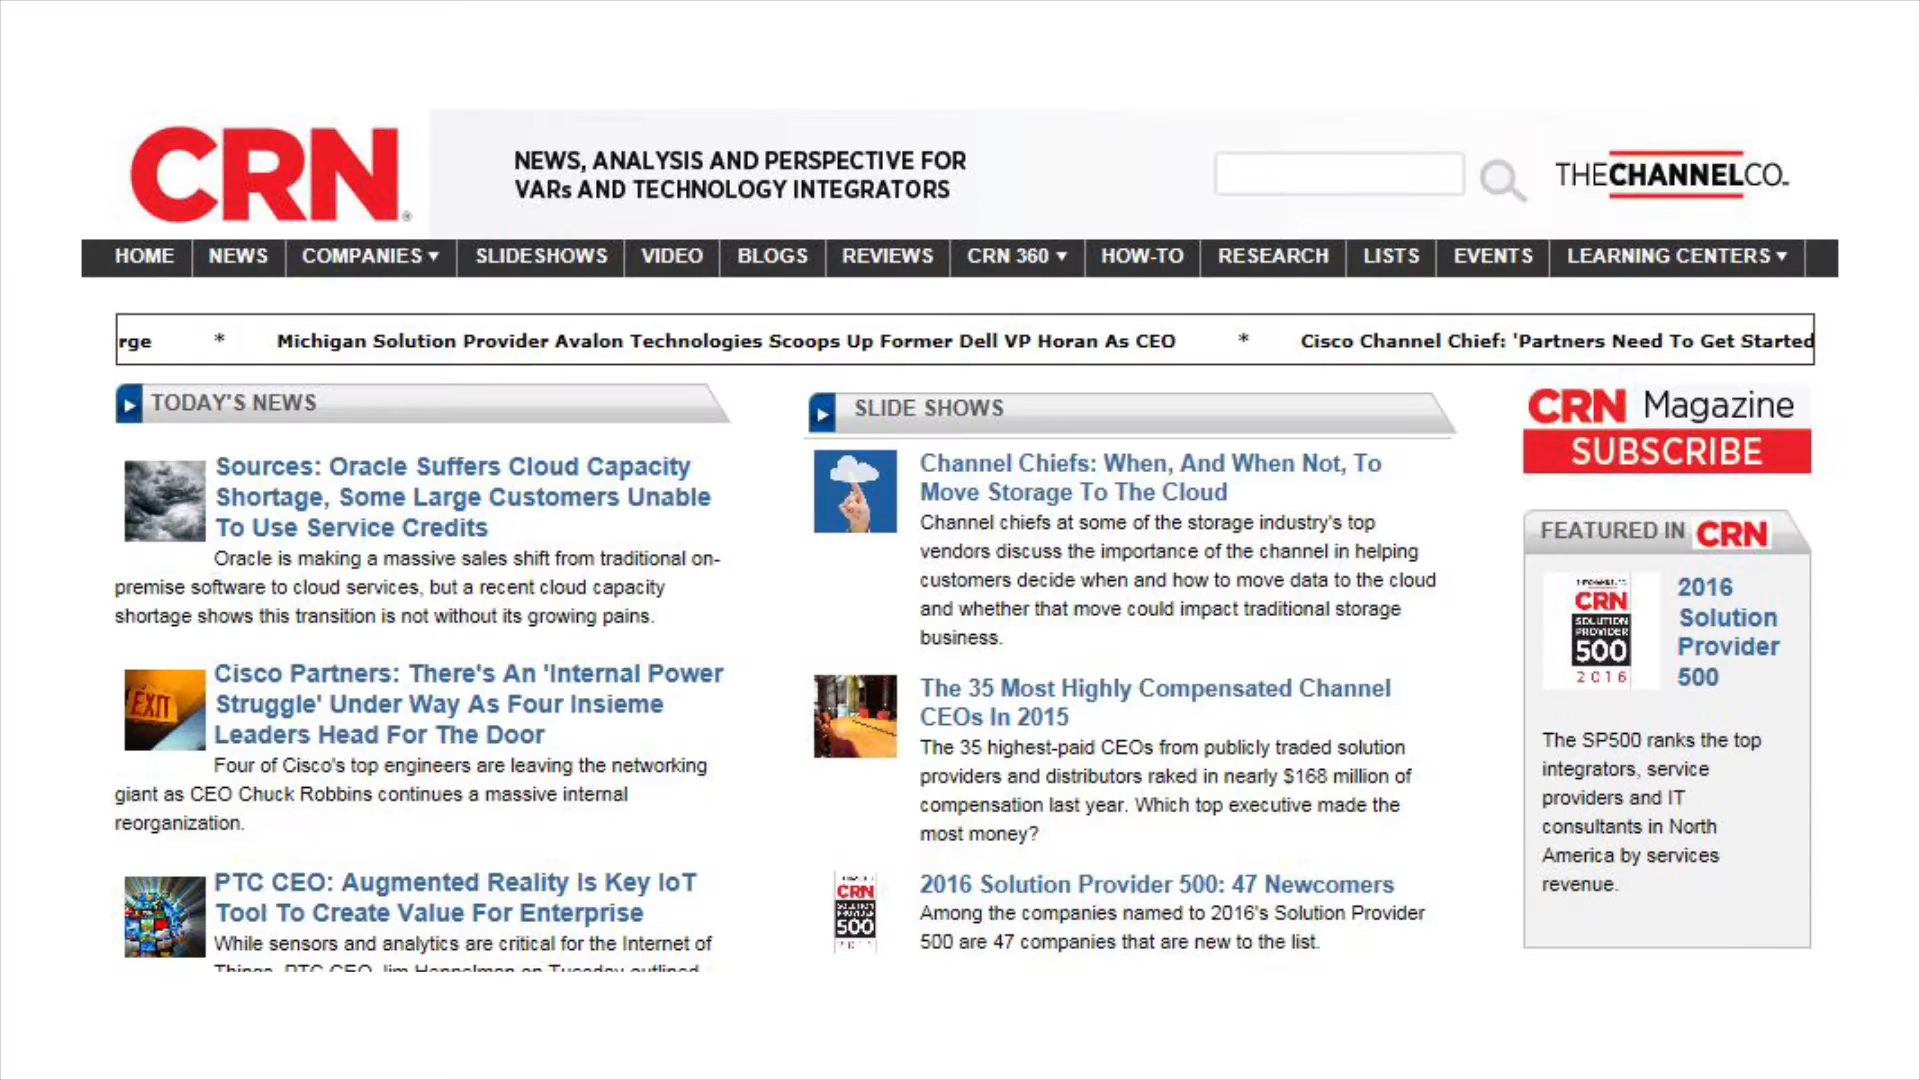 CRN
NEWS, ANALYSIS AND PERSPECTIVE FOR
VARs AND TECHNOLOGY INTEGRATORS
THECHANNELCO.
HOME NEWS COMPANIES SLIDESHOWS VIDEO BLOGS REVIEWS CRN 360 HOW-TO RESEARCH LISTS EVENTS LEARNING CENTERS
rge * Michigan Solution Provider Avalon Technologies Scoops Up Former Dell VP Horan As CEO * Cisco Channel Chief: 'Partners Need To Get Started
TODAY'S NEWS
Sources: Oracle Suffers Cloud Capacity
Shortage, Some Large Customers Unable
To Use Service Credits
Oracle is making a massive sales shift from traditional on-
premise software to cloud services, but a recent cloud capacity
shortage shows this transition is not without its growing pains.
EXIT
Cisco Partners: There's An 'Internal Power
Struggle' Under Way As Four Insieme
Leaders Head For The Door
Four of Cisco's top engineers are leaving the networking
giant as CEO Chuck Robbins continues a massive internal
reorganization.
PTC CEO: Augmented Reality Is Key IoT
Tool To Create Value For Enterprise
While sensors and analytics are critical for the Internet of
Things, PTC CEO Jim Heppelman on Tuesday outlined
SLIDE SHOWS
Channel Chiefs: When, And When Not, To
Move Storage To The Cloud
Channel chiefs at some of the storage industry's top
vendors discuss the importance of the channel in helping
customers decide when and how to move data to the cloud
and whether that move could impact traditional storage
business.
The 35 Most Highly Compensated Channel
CEOs In 2015
The 35 highest-paid CEOs from publicly traded solution
providers and distributors raked in nearly $168 million of
compensation last year. Which top executive made the
most money?
CRN
SOLUTION
PROVIDER
500
2016 Solution Provider 500: 47 Newcomers
Among the companies named to 2016's Solution Provider
500 are 47 companies that are new to the list.
CRN Magazine
SUBSCRIBE
FEATURED IN CRN
CRN
SOLUTION
PROVIDER
500
2016
2016
Solution
Provider
500
The SP500 ranks the top
integrators, service
providers and IT
consultants in North
America by services
revenue.